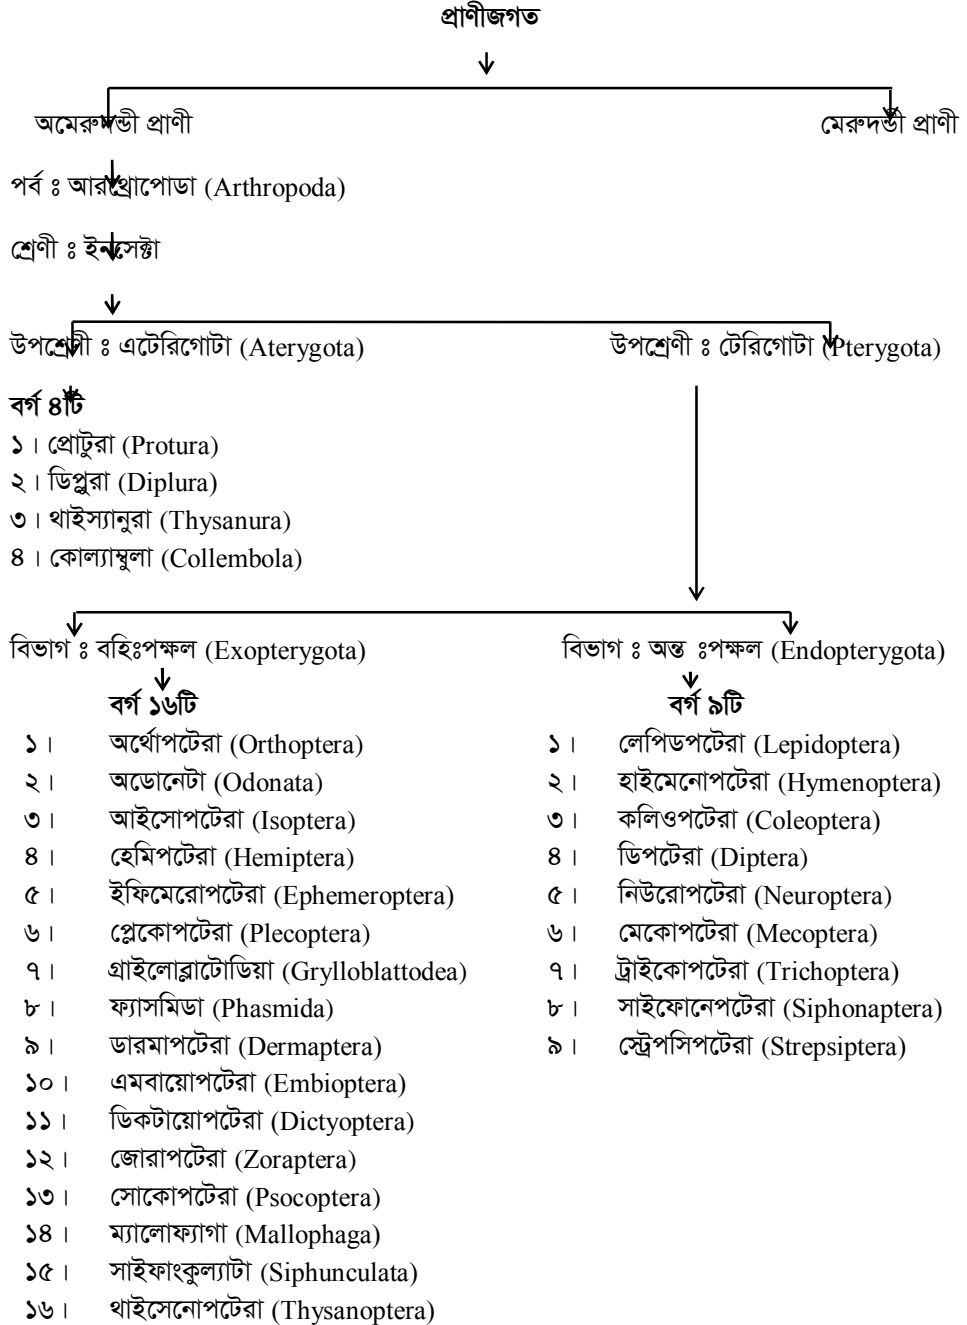 প্রাণীজগত
অমেরুদন্ডী প্রাণী
মেরুদন্ডী প্রাণী
পর্ব ঃ আরথ্রোপোডা (Arthropoda)
শ্রেণী ঃ ইনসেক্টা
উপশ্রেণী ঃ এটেরিগোটা (Aterygota)
উপশ্রেণী ঃ টেরিগোটা (Pterygota)
বর্গ ৪টি
১। প্রোটুরা (Protura)
২। ডিপ্লুরা (Diplura)
৩। থাইস্যানুরা (Thysanura)
৪। কোল্যাম্বুলা (Collembola)
বিভাগ ঃ বহিঃপক্ষল (Exopterygota)
বর্গ ১৬টি
১। অর্থোপটেরা (Orthoptera)
২। অডোনেটা (Odonata)
৩। আইসোপটেরা (Isoptera)
৪। হেমিপটেরা (Hemiptera)
৫। ইফিমেরোপটেরা (Ephemeroptera)
৬। প্লেকোপটেরা (Plecoptera)
৭। গ্রাইলোব্লাটোডিয়া (Grylloblattodea)
৮। ফ্যাসমিডা (Phasmida)
৯। ডারমাপটেরা (Dermaptera)
১০। এমবায়োপটেরা (Embioptera)
১১। ডিকটায়োপটেরা (Dictyoptera)
১২। জোরাপটেরা (Zoraptera)
১৩। সোকোপটেরা (Psocoptera)
১৪। ম্যালোফ্যাগা (Mallophaga)
১৫। সাইফাংকুল্যাটা (Siphunculata)
১৬। থাইসেনোপটেরা (Thysanoptera)
বিভাগ ঃ অন্ত ঃপক্ষল (Endopterygota)
বর্গ ৯টি
১। লেপিডপটেরা (Lepidoptera)
২। হাইমেনোপটেরা (Hymenoptera)
৩। কলিওপটেরা (Coleoptera)
৪। ডিপটেরা (Diptera)
৫। নিউরোপটেরা (Neuroptera)
৬। মেকোপটেরা (Mecoptera)
৭। ট্রাইকোপটেরা (Trichoptera)
৮। সাইফোনেপটেরা (Siphonaptera)
৯। স্ট্রেপসিপটেরা (Strepsiptera)